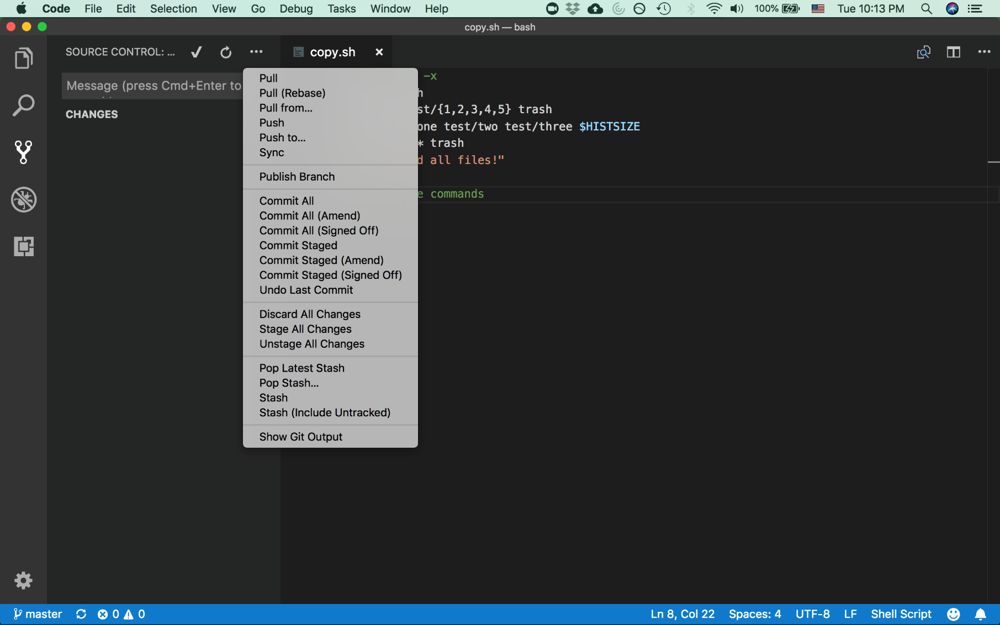 Code File Edit Selection View Go Debug Tasks Window Help 100% Tue 10:13 PM
copy.sh — bash
SOURCE CONTROL: ...
copy.sh
Message (press Cmd+Enter to
CHANGES
Pull
Pull (Rebase)
Pull from...
Push
Push to...
Sync
Publish Branch
Commit All
Commit All (Amend)
Commit All (Signed Off)
Commit Staged
Commit Staged (Amend)
Commit Staged (Signed Off)
Undo Last Commit
Discard All Changes
Stage All Changes
Unstage All Changes
Pop Latest Stash
Pop Stash...
Stash
Stash (Include Untracked)
Show Git Output
-x
h
st/{1,2,3,4,5} trash
one test/two test/three $HISTSIZE
* trash
d all files!"
e commands
master 0 0 Ln 8, Col 22 Spaces: 4 UTF-8 LF Shell Script